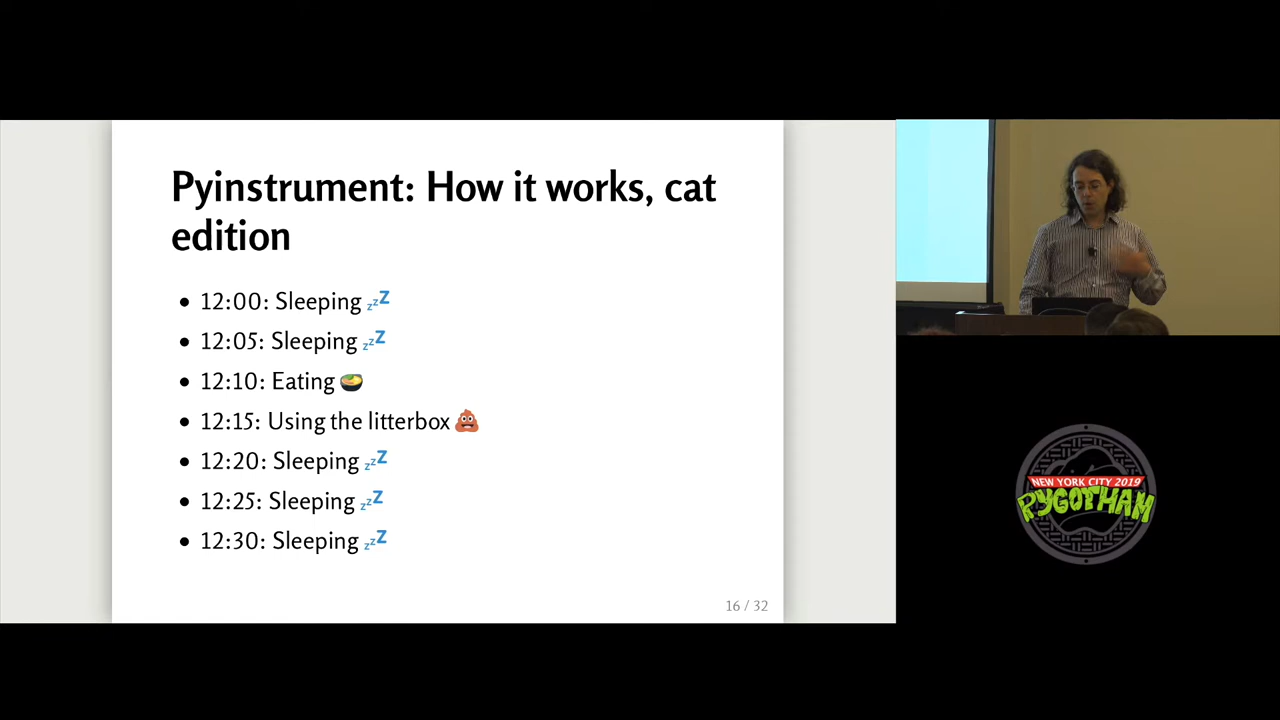 Pyinstrument: How it works, cat
edition
12:00: Sleeping 💤
12:05: Sleeping 💤
12:10: Eating 🍲
12:15: Using the litterbox 💩
12:20: Sleeping 💤
12:25: Sleeping 💤
12:30: Sleeping 💤
16 / 32
NEW YORK CITY 2019
PYGOTHAM